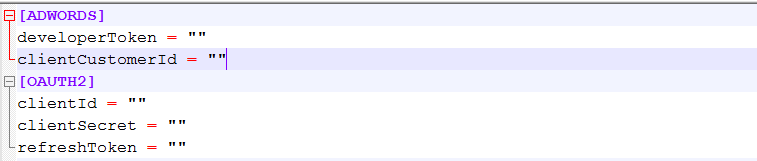 [ADWORDS]
developerToken = ""
clientCustomerId = ""
[OAUTH2]
clientId = ""
clientSecret = ""
refreshToken = ""